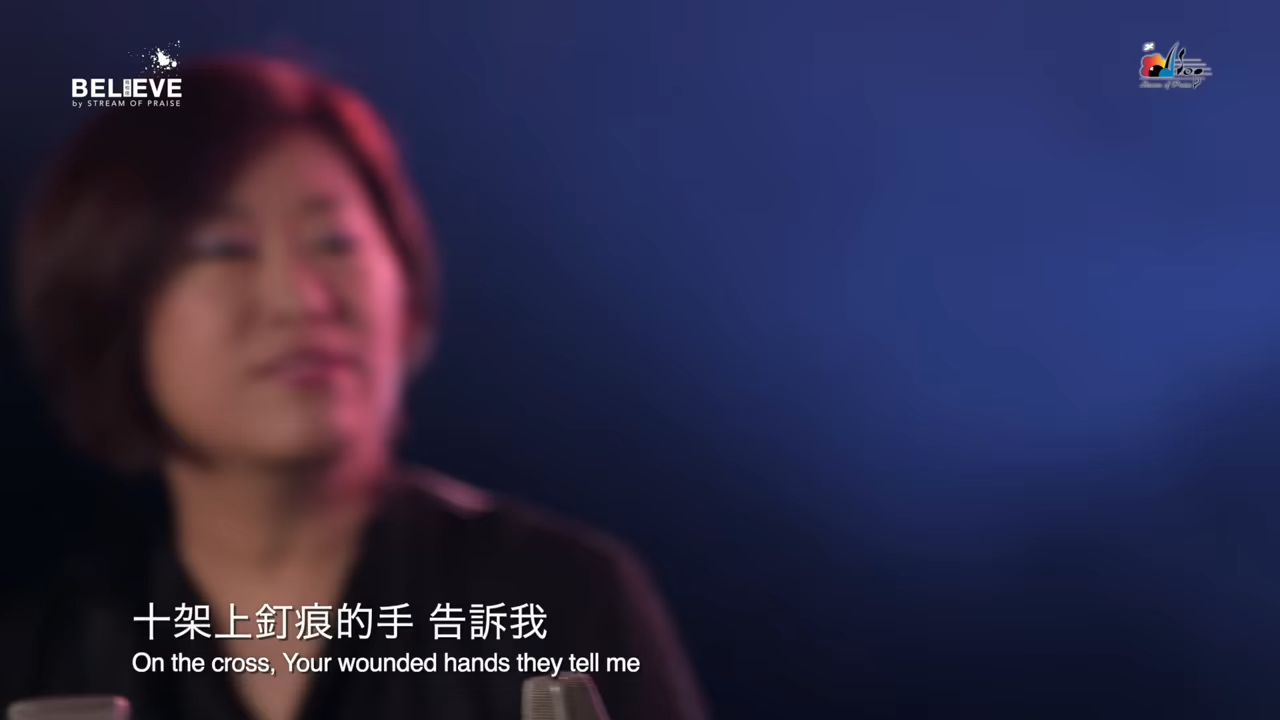 BELIEVE
by STREAM OF PRAISE
十架上釘痕的手 告訴我
On the cross, Your wounded hands they tell me